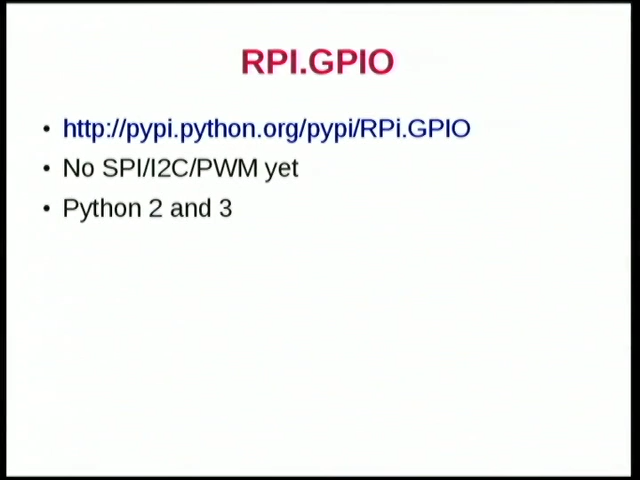 RPI.GPIO
• http://pypi.python.org/pypi/RPi.GPIO
• No SPI/I2C/PWM yet
• Python 2 and 3